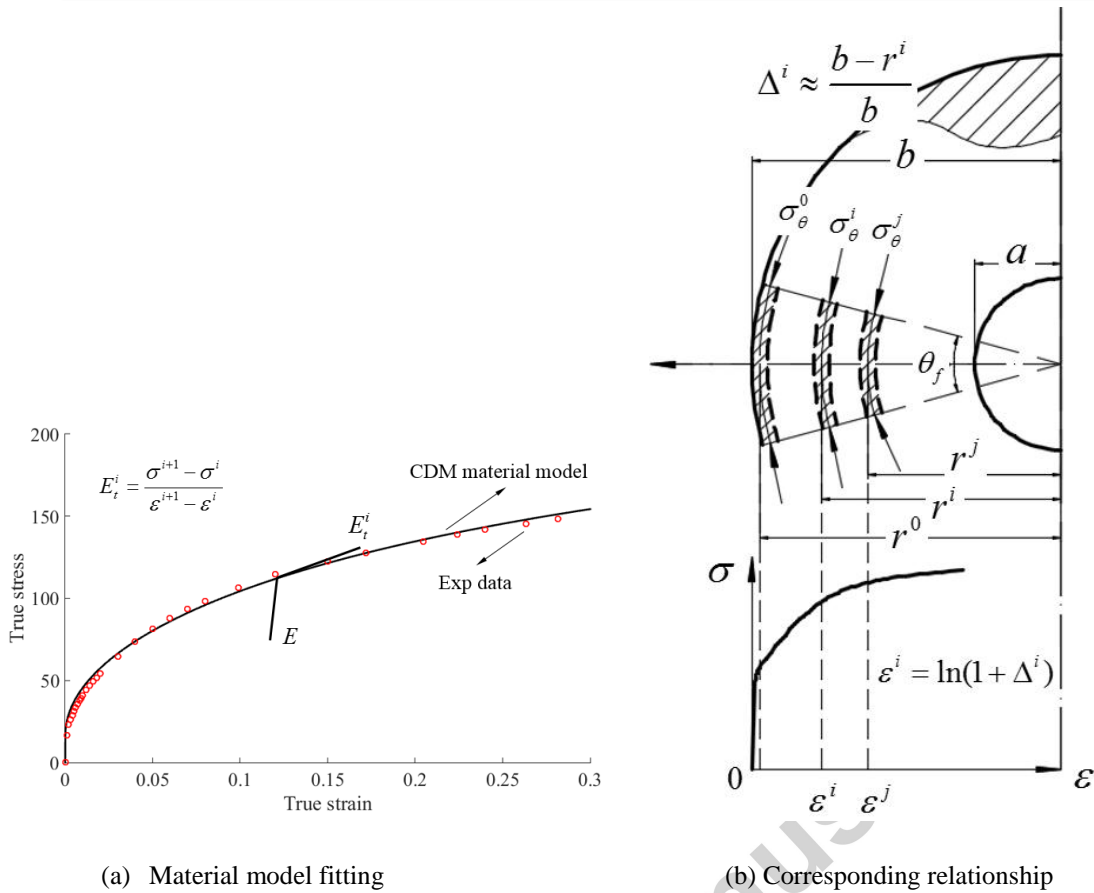 200
150
100
50
0
True stress
E_t^i = (σ^{i+1} − σ^i) / (ε^{i+1} − ε^i)
CDM material model
E_t^i
Exp data
E
0 0.05 0.1 0.15 0.2 0.25 0.3
True strain
(a) Material model fitting
Δ^i ≈ (b − r^i) / b
b
σ_θ^0 σ_θ^i σ_θ^j
a
θ_f
r^j
r^i
r^0
σ
ε^i = ln(1 + Δ^i)
0 ε^i ε^j ε
(b) Corresponding relationship